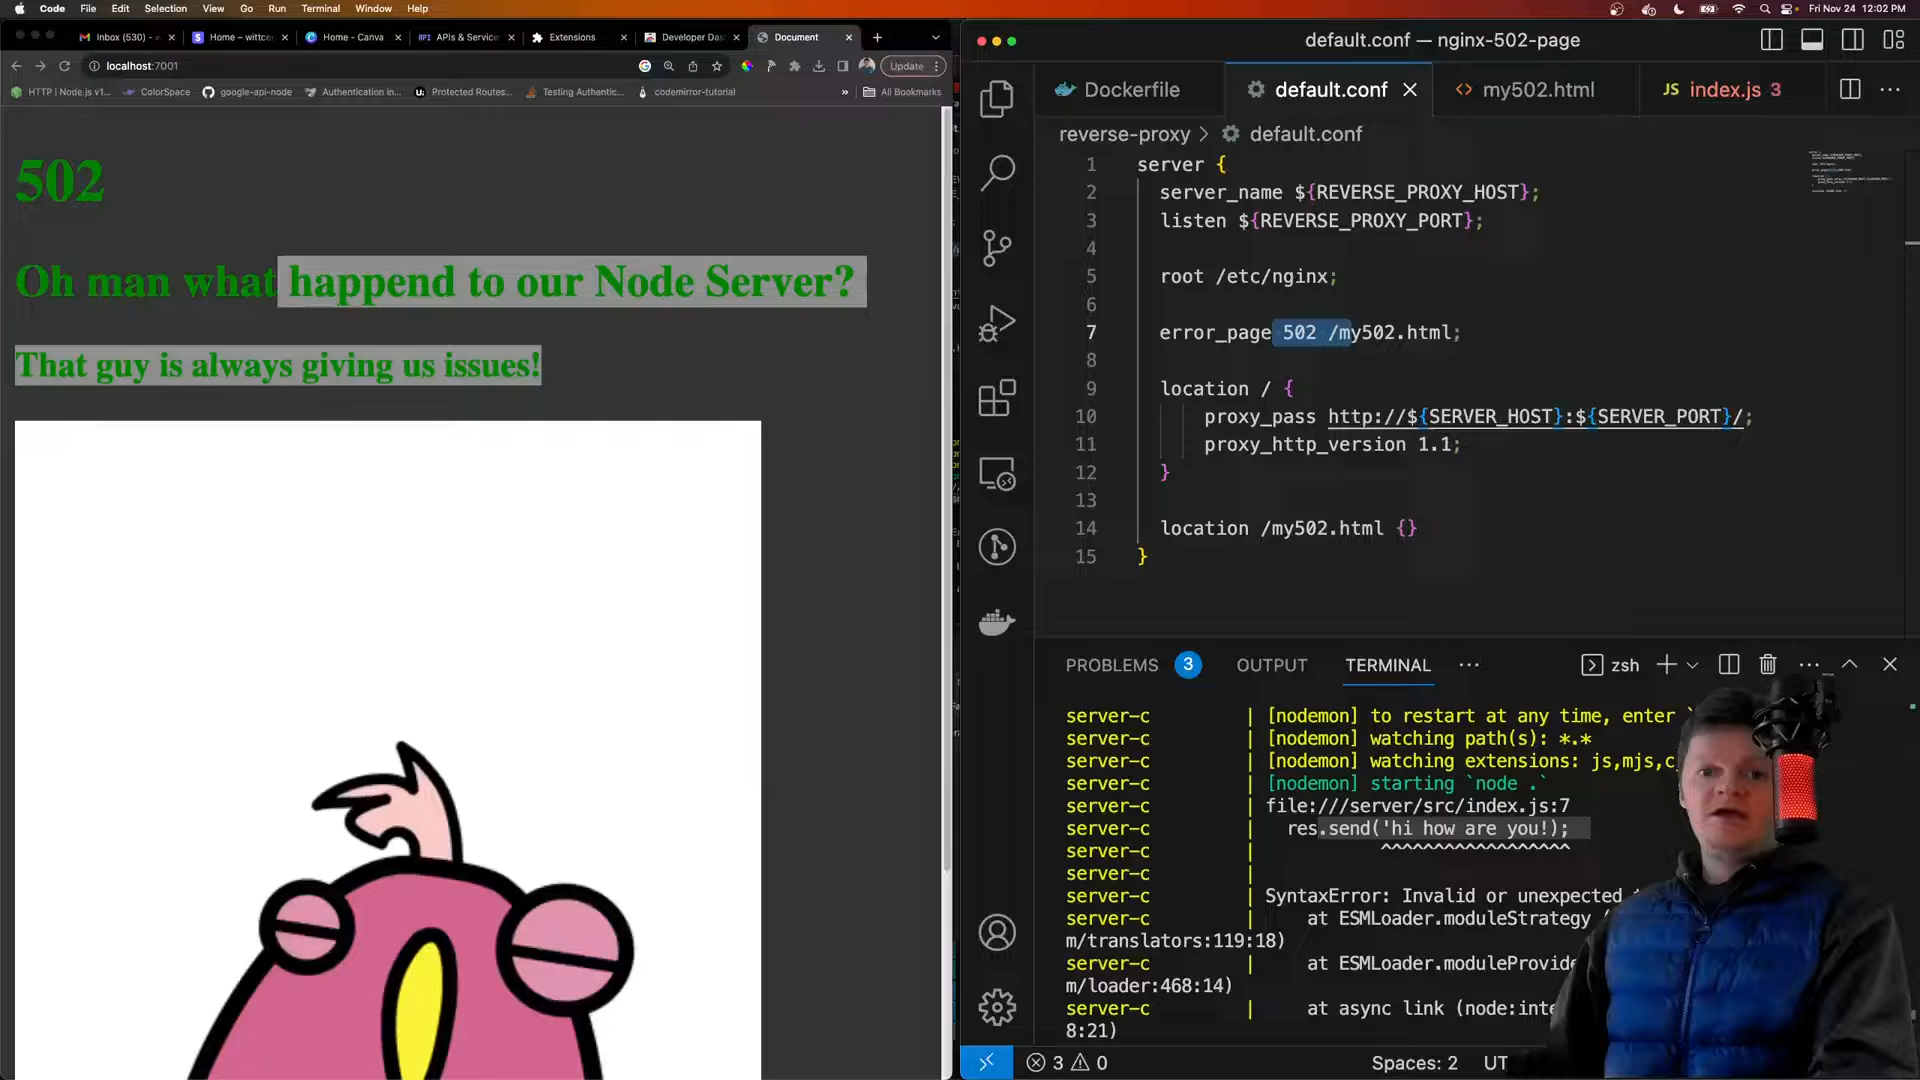 Code File Edit Selection View Go Run Terminal Window Help
Fri Nov 24 12:02 PM
Inbox (530) -
Home – wittcer
Home - Canva
API APIs & Service
Extensions
Developer Das
Document
localhost:7001
Update
HTTP | Node.js v1...
ColorSpace
google-api-node
Authentication in...
Protected Routes...
Testing Authentic...
codemirror-tutorial
»
All Bookmarks
502
Oh man what happend to our Node Server?
That guy is always giving us issues!
default.conf — nginx-502-page
Dockerfile
default.conf
my502.html
JS index.js 3
reverse-proxy > default.conf
1 server {
2 server_name ${REVERSE_PROXY_HOST};
3 listen ${REVERSE_PROXY_PORT};
4
5 root /etc/nginx;
6
7 error_page 502 /my502.html;
8
9 location / {
10 proxy_pass http://${SERVER_HOST}:${SERVER_PORT}/;
11 proxy_http_version 1.1;
12 }
13
14 location /my502.html {}
15 }
PROBLEMS 3 OUTPUT TERMINAL ··· zsh
server-c | [nodemon] to restart at any time, enter `
server-c | [nodemon] watching path(s): *.*
server-c | [nodemon] watching extensions: js,mjs,c
server-c | [nodemon] starting `node .`
server-c | file:///server/src/index.js:7
server-c | res.send('hi how are you!);
server-c | ^^^^^^^^^^^^^^^^^^
server-c |
server-c | SyntaxError: Invalid or unexpected
server-c | at ESMLoader.moduleStrategy (
m/translators:119:18)
server-c | at ESMLoader.moduleProvide
m/loader:468:14)
server-c | at async link (node:inte
8:21)
3 0
Spaces: 2 UT